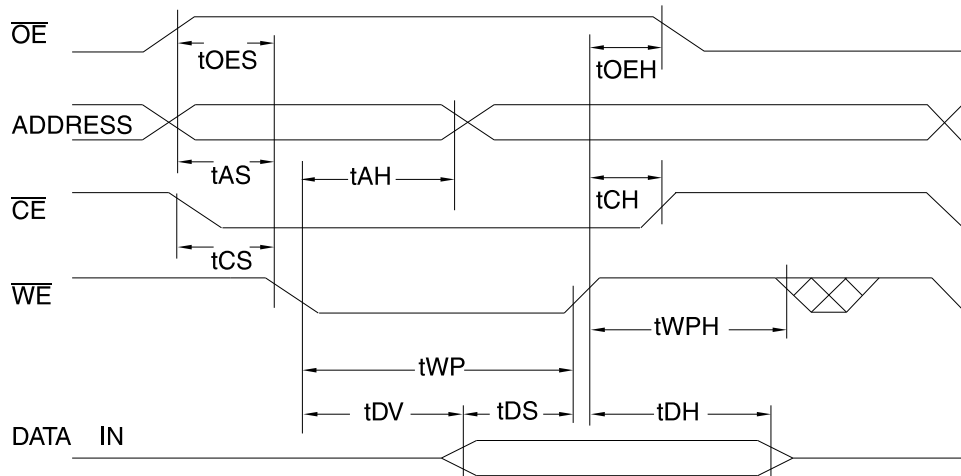 OE
tOES
tOEH
ADDRESS
tAS
tAH
tCH
CE
tCS
WE
tWPH
tWP
tDV
tDS
tDH
DATA IN